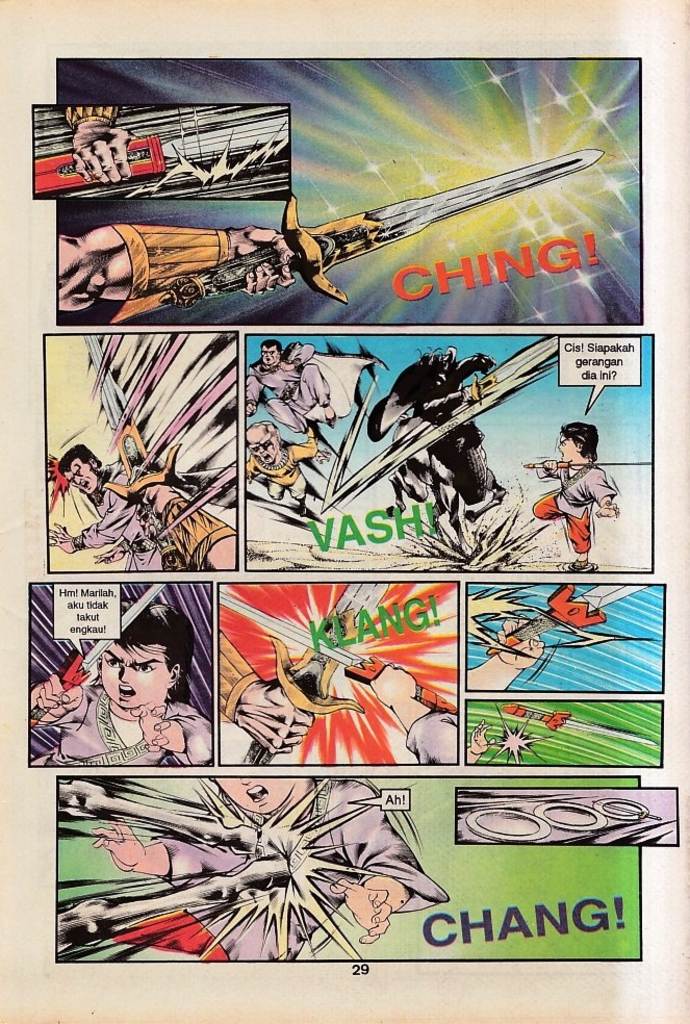 CHING!
Cis! Siapakah
gerangan
dia ini?
VASH!
Hm! Marilah,
aku tidak
takut
engkau!
KLANG!
Ah!
CHANG!
29